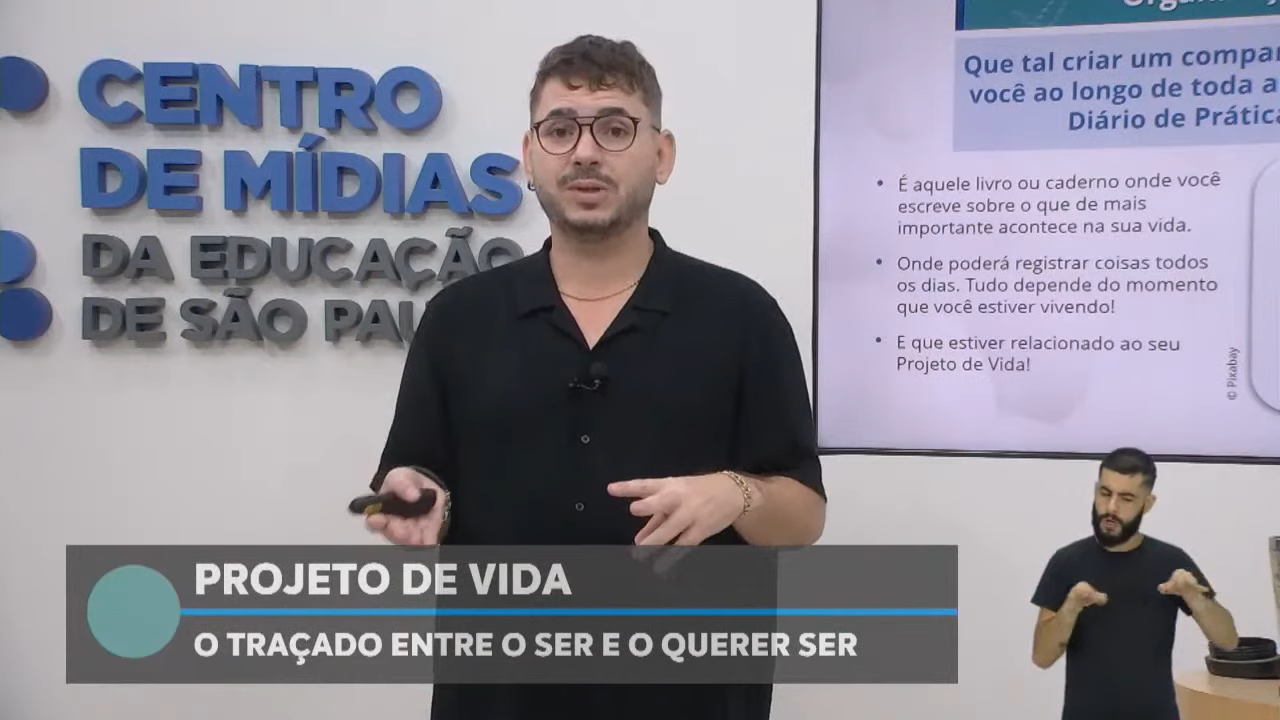 CENTRO
DE MÍDIAS
DA EDUCAÇÃO
DE SÃO
Que tal criar um
você ao longo de toda a
Diário de
É aquele livro ou caderno onde você
escreve sobre o que de mais
importante acontece na sua vida.
Onde poderá registrar coisas todos
os dias. Tudo depende do momento
que você estiver vivendo!
E que estiver relacionado ao seu
Projeto de Vida!
© Pixabay
PROJETO DE VIDA
O TRAÇADO ENTRE O SER E O QUERER SER